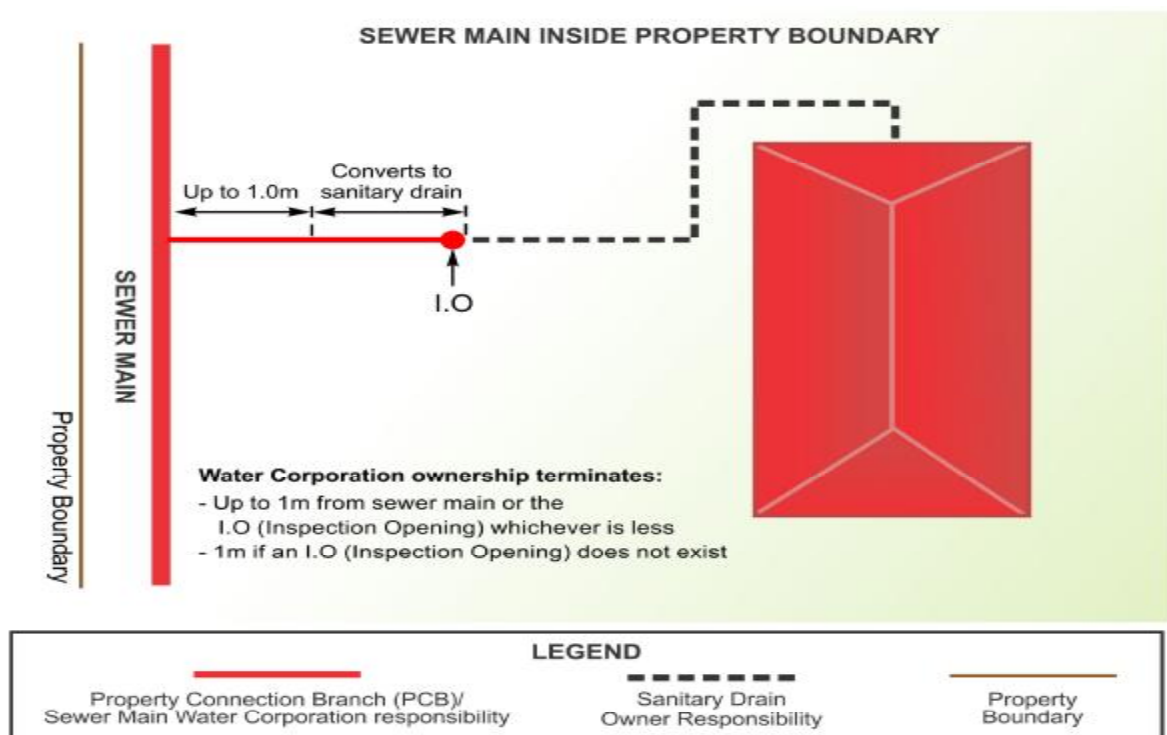 SEWER MAIN INSIDE PROPERTY BOUNDARY
Up to 1.0m
Converts to
sanitary drain
I.O
SEWER MAIN
Property Boundary
Water Corporation ownership terminates:
- Up to 1m from sewer main or the
I.O (Inspection Opening) whichever is less
- 1m if an I.O (Inspection Opening) does not exist
LEGEND
Property Connection Branch (PCB)/
Sewer Main Water Corporation responsibility
Sanitary Drain
Owner Responsibility
Property
Boundary